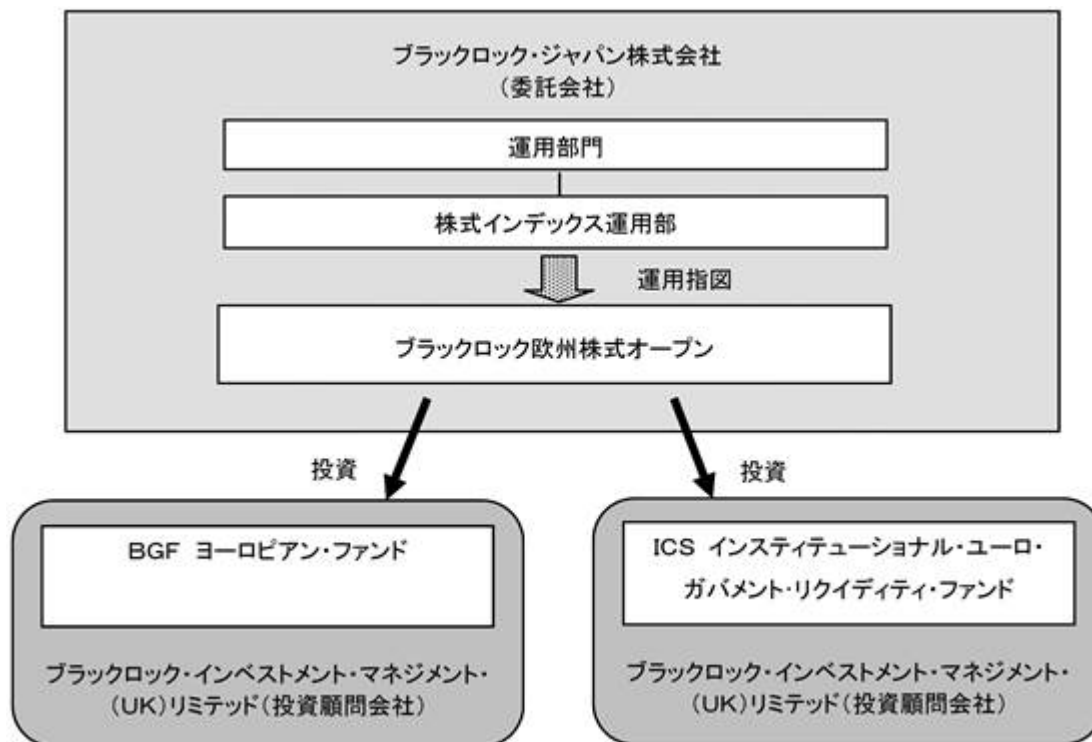 ブラックロック・ジャパン株式会社
（委託会社）
運用部門
株式インデックス運用部
運用指図
ブラックロック欧州株式オープン
投資
投資
ＢＧＦ ヨーロピアン・ファンド
ＩＣＳ インスティテューショナル・ユーロ・
ガバメント・リクイディティ・ファンド
ブラックロック・インベストメント・マネジメント・
（ＵＫ）リミテッド（投資顧問会社）
ブラックロック・インベストメント・マネジメント・
（ＵＫ）リミテッド（投資顧問会社）